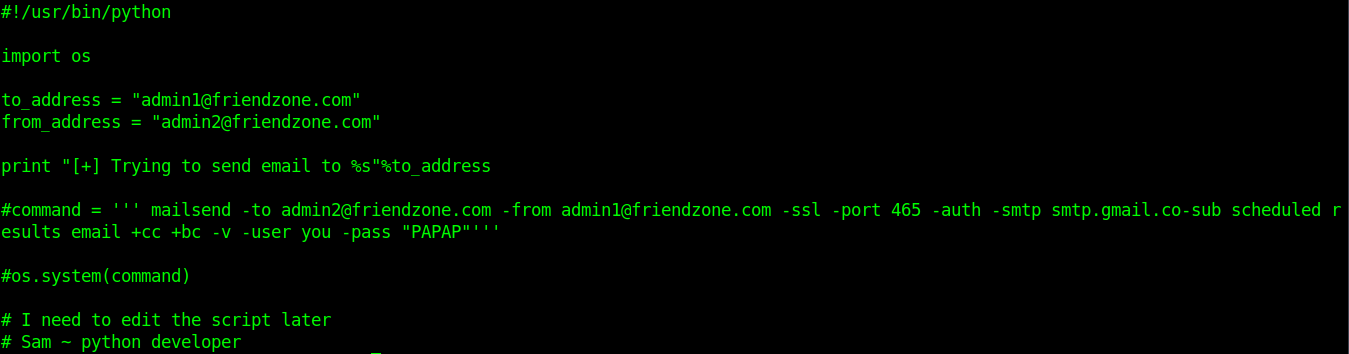 #!/usr/bin/python
import os
to_address = "admin1@friendzone.com"
from_address = "admin2@friendzone.com"
print "[+] Trying to send email to %s"%to_address
#command = ''' mailsend -to admin2@friendzone.com -from admin1@friendzone.com -ssl -port 465 -auth -smtp smtp.gmail.co-sub scheduled r
esults email +cc +bc -v -user you -pass "PAPAP"'''
#os.system(command)
# I need to edit the script later
# Sam ~ python developer